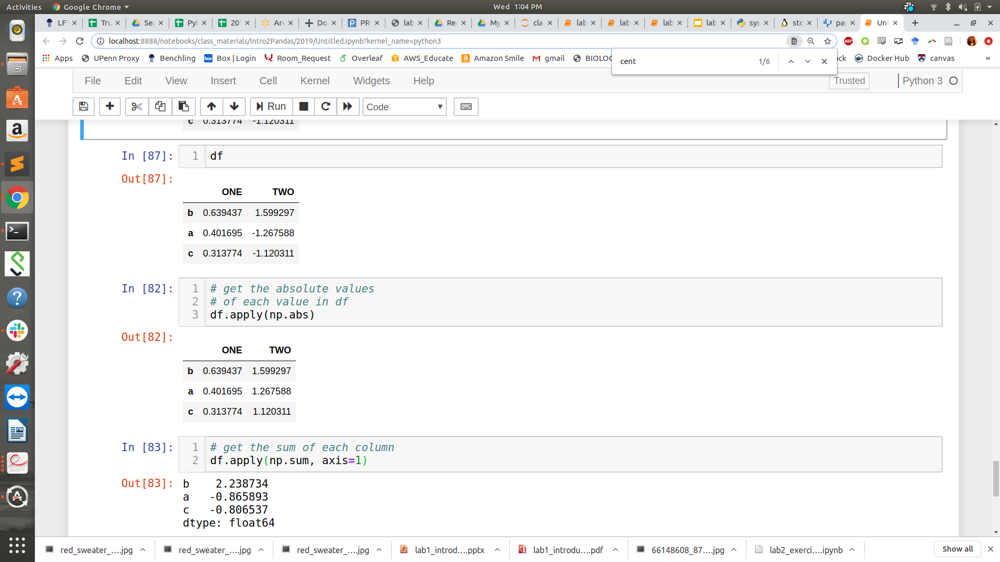 Activities Google Chrome Wed 1:04 PM
LF Tru Sea Pyt 20 Are Do PR lab Re My cla lab lab lab lab sys std pa Un
localhost:8888/notebooks/class_materials/Intro2Pandas/2019/Untitled.ipynb?kernel_name=python3
Apps UPenn Proxy Benchling Box | Login Room_Request Overleaf AWS_Educate Amazon Smile gmail BIOLOG ck Docker Hub canvas »
cent 1/6
File Edit View Insert Cell Kernel Widgets Help Trusted Python 3
Run Code
c 0.313774 -1.120311
In [87]: 1 df
Out[87]:
ONE TWO
b 0.639437 1.599297
a 0.401695 -1.267588
c 0.313774 -1.120311
In [82]: 1 # get the absolute values
2 # of each value in df
3 df.apply(np.abs)
Out[82]:
ONE TWO
b 0.639437 1.599297
a 0.401695 1.267588
c 0.313774 1.120311
In [83]: 1 # get the sum of each column
2 df.apply(np.sum, axis=1)
Out[83]: b 2.238734
a -0.865893
c -0.806537
dtype: float64
red_sweater_....jpg red_sweater_....jpg red_sweater_....jpg lab1_introd....pptx lab1_introdu....pdf 66148608_87....jpg lab2_exerci....ipynb Show all